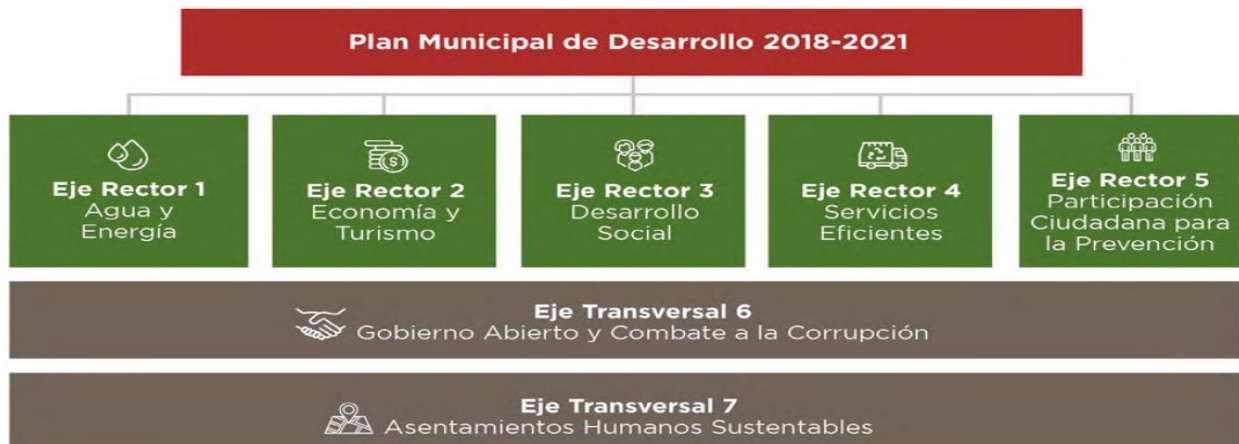 Plan Municipal de Desarrollo 2018-2021
Eje Rector 1
Agua y
Energía
Eje Rector 2
Economía y
Turismo
Eje Rector 3
Desarrollo
Social
Eje Rector 4
Servicios
Eficientes
Eje Rector 5
Participación
Ciudadana para
la Prevención
Eje Transversal 6
Gobierno Abierto y Combate a la Corrupción
Eje Transversal 7
Asentamientos Humanos Sustentables